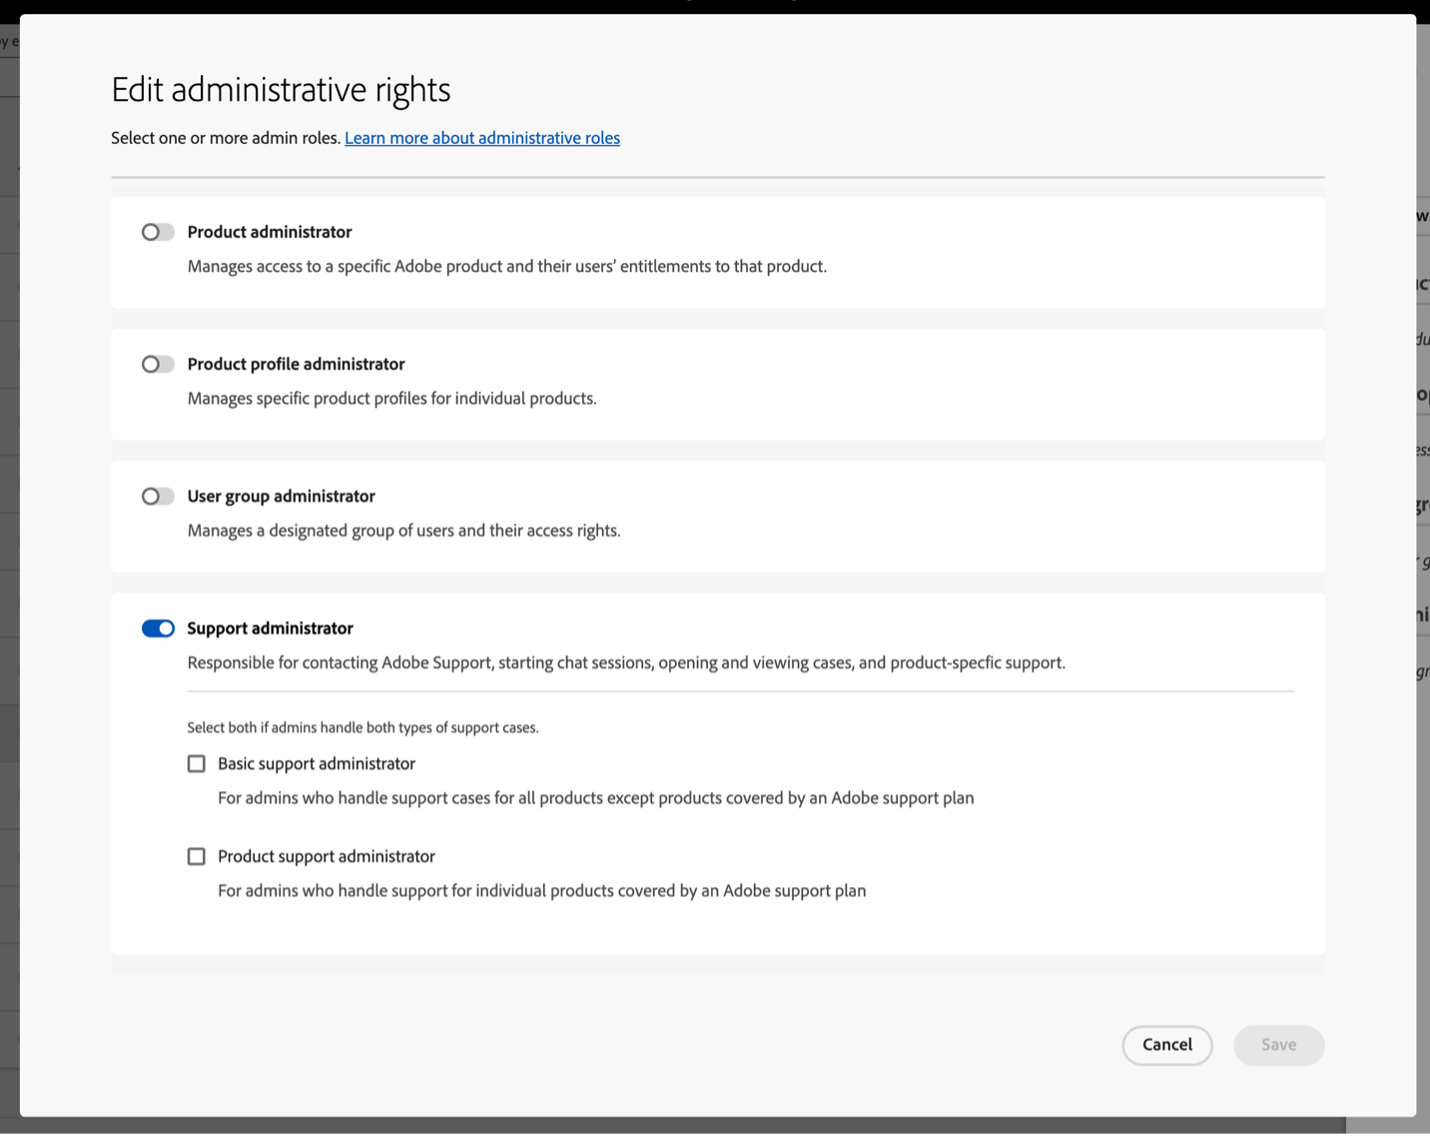 Edit administrative rights
Select one or more admin roles. Learn more about administrative roles
Product administrator
Manages access to a specific Adobe product and their users' entitlements to that product.
Product profile administrator
Manages specific product profiles for individual products.
User group administrator
Manages a designated group of users and their access rights.
Support administrator
Responsible for contacting Adobe Support, starting chat sessions, opening and viewing cases, and product-specfic support.
Select both if admins handle both types of support cases.
Basic support administrator
For admins who handle support cases for all products except products covered by an Adobe support plan
Product support administrator
For admins who handle support for individual products covered by an Adobe support plan
Cancel
Save